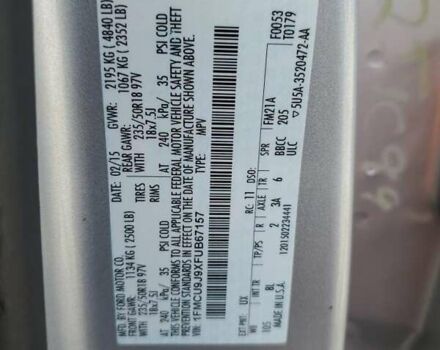 MFD. BY FORD MOTOR CO.
DATE: 02/15
GVWR: 2195 KG ( 4840 LB)
FRONT GAWR: 1134 KG ( 2500 LB)
REAR GAWR: 1067 KG ( 2352 LB)
WITH 235/50R18 97V TIRES
WITH 235/50R18 97V
18x7.5J RIMS
18x7.5J
AT 240 kPa/ 35 PSI COLD
AT 240 kPa/ 35 PSI COLD
THIS VEHICLE CONFORMS TO ALL APPLICABLE FEDERAL MOTOR VEHICLE SAFETY AND THEFT
PREVENTION STANDARDS IN EFFECT ON THE DATE OF MANUFACTURE SHOWN ABOVE.
VIN: 1FMCU9J9XFUB67157
TYPE: MPV
F0053
T0179
EXT PNT: UX RC: 11 DSO: FM21A
WB TP/PS R AXLE TR SPR 205
105 BL 2 3A 6 BBCC
MADE IN U.S.A. 1201502234441 ULC
▽5U5A-3520472-AA